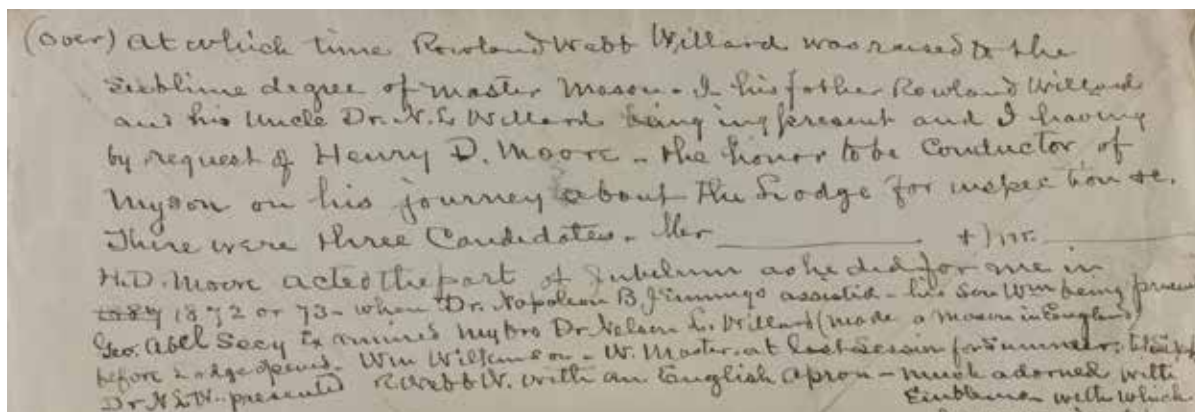 (over) At which time Rowland Webb Willard was raised to the
Sublime degree of Master Mason - I his father Rowland Willard
and his Uncle Dr. N. L. Willard being present and I having
by request of Henry D. Moore - the honor to be Conductor of
my son on his journey about the Lodge for inspection &c.
There were three Candidates. Mr ____________ & Mr. ____________
H. D. Moore acted the part of Jubelum as he did for me in
1872 or 73 - when Dr. Napoleon B. Jennings assisted - his son Wm being present
Geo. Abel Secy Examined my bro Dr. Nelson L. Willard (made a mason in England)
before Lodge opened. Wm Wilkinson - W. Master. at last session for Summer:
Dr N L W. presented R. Webb W. with an English Apron - much adorned with
Emblems with which